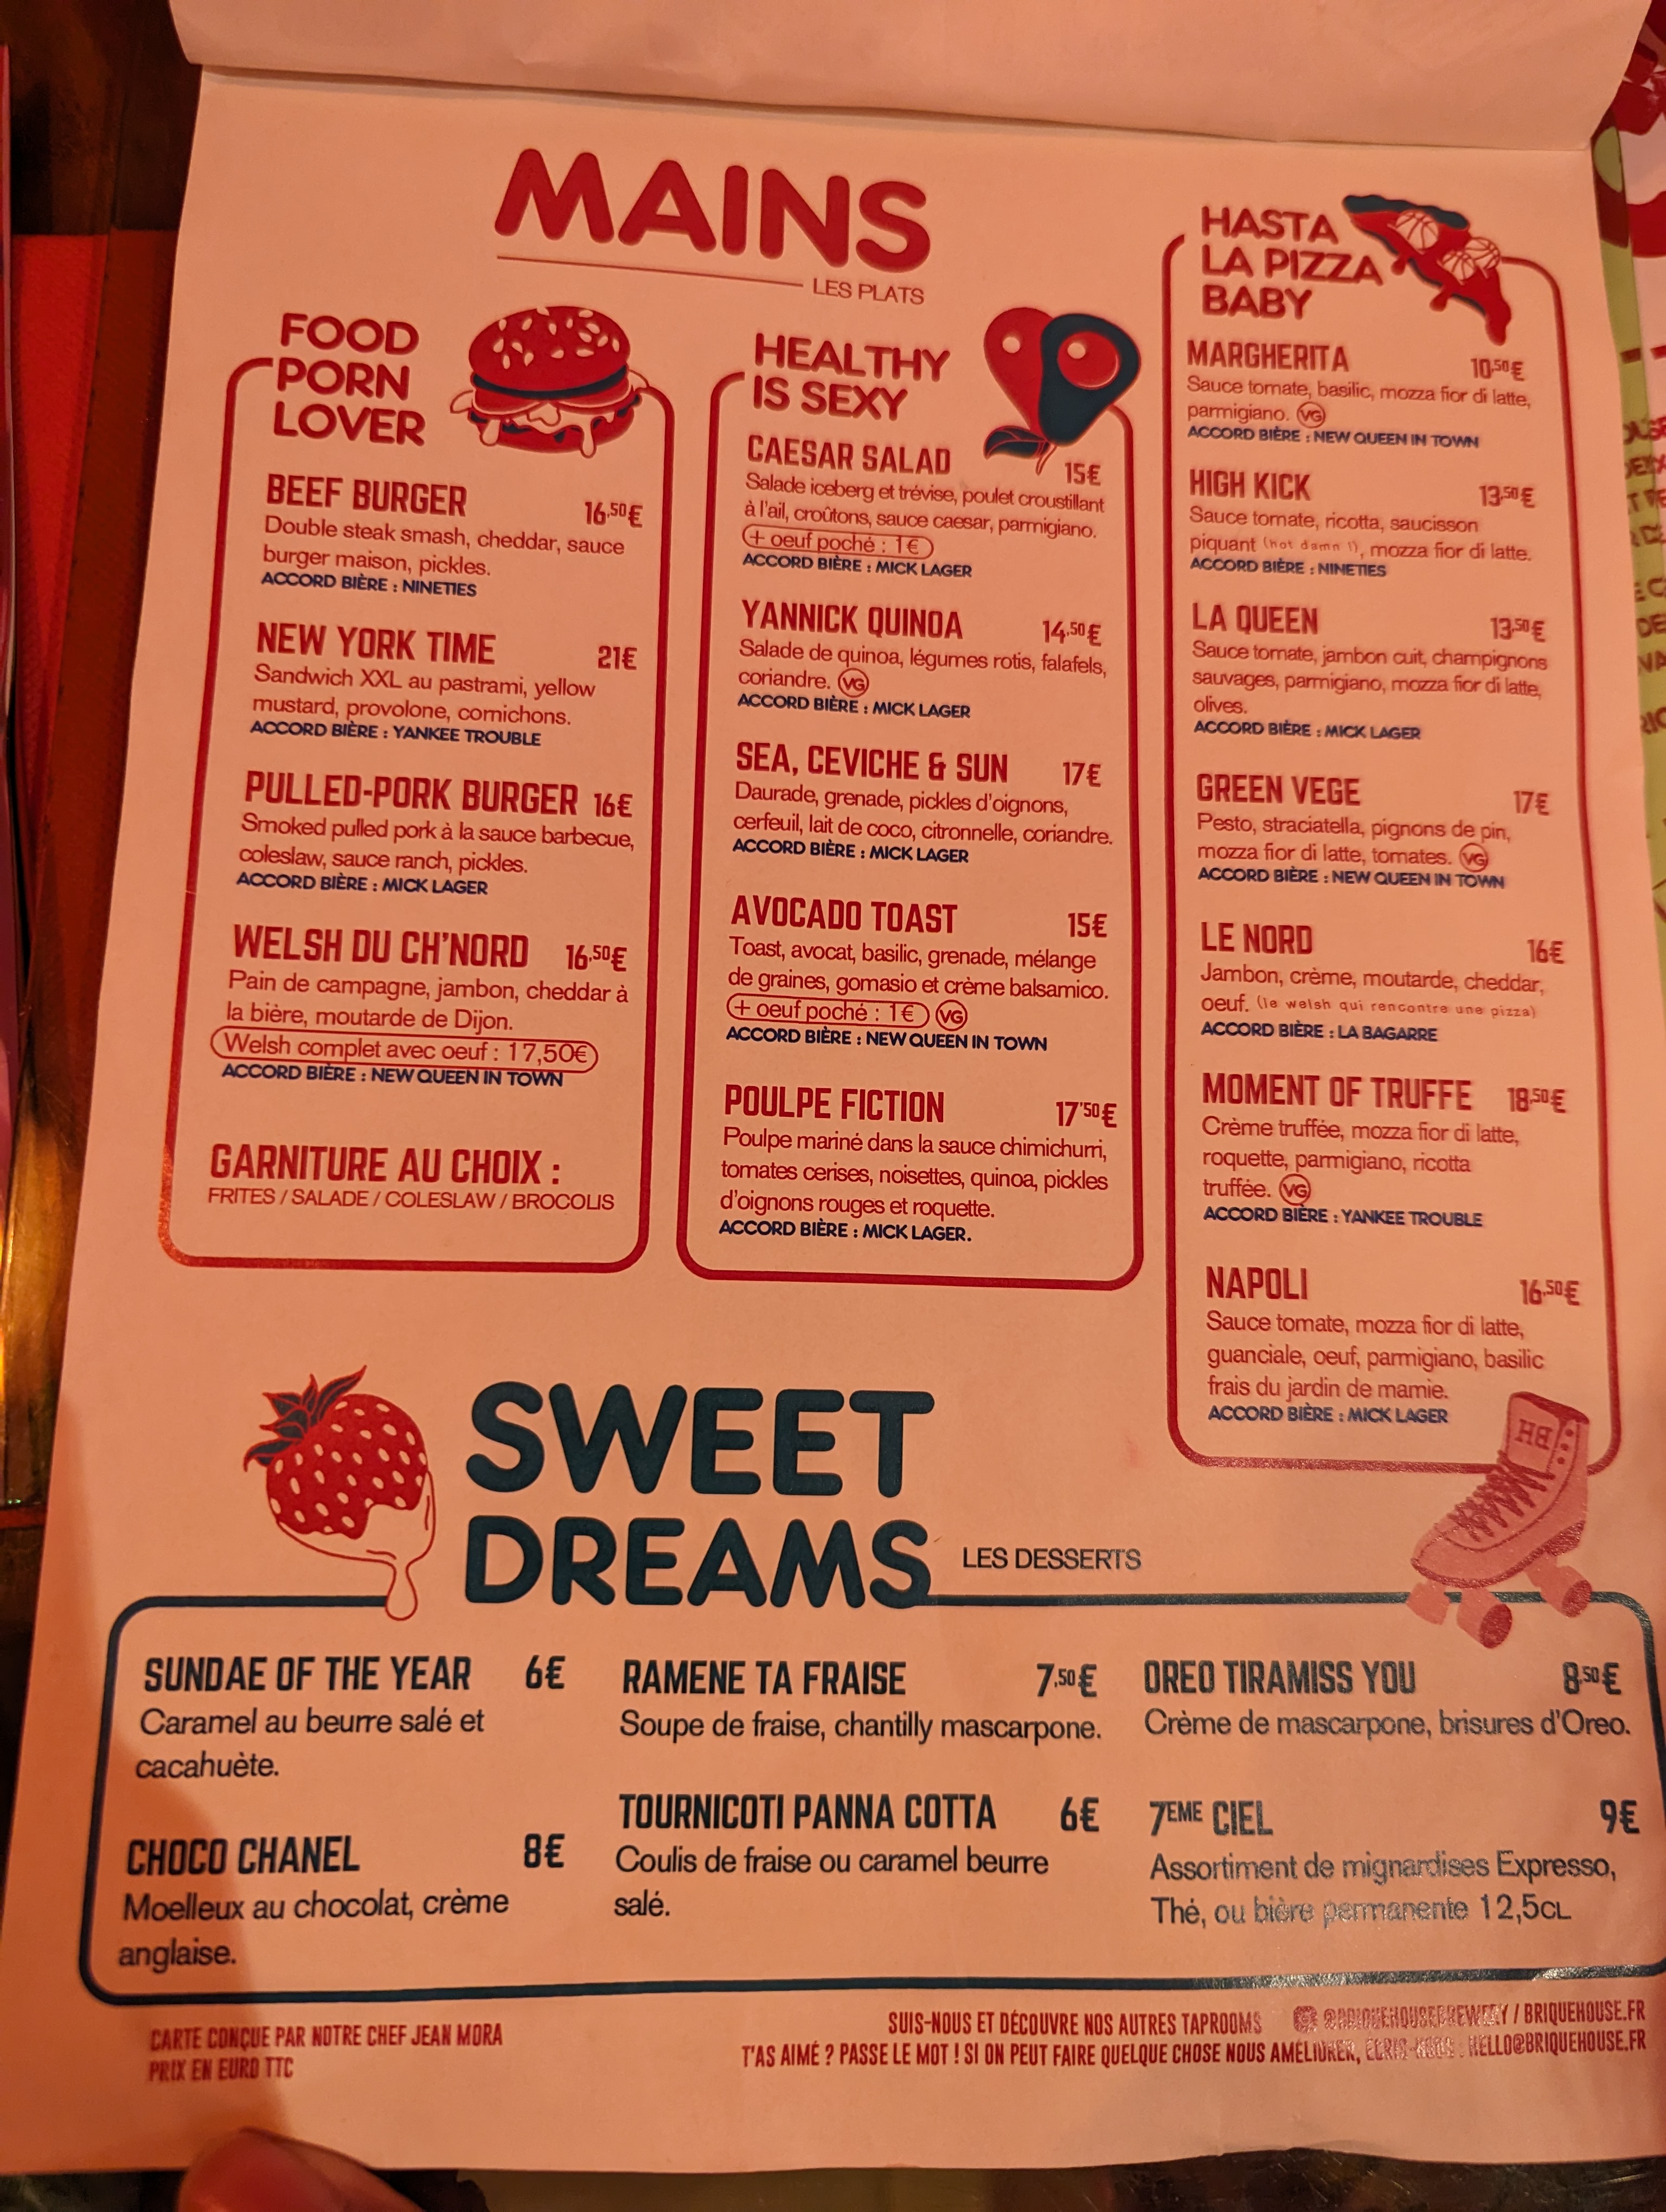 MAINS
LES PLATS
FOOD
PORN
LOVER
BEEF BURGER 16,50€
Double steak smash, cheddar, sauce
burger maison, pickles.
ACCORD BIÈRE : NINETIES
NEW YORK TIME 21€
Sandwich XXL au pastrami, yellow
mustard, provolone, cornichons.
ACCORD BIÈRE : YANKEE TROUBLE
PULLED-PORK BURGER 16€
Smoked pulled pork à la sauce barbecue,
coleslaw, sauce ranch, pickles.
ACCORD BIÈRE : MICK LAGER
WELSH DU CH'NORD 16,50€
Pain de campagne, jambon, cheddar à
la bière, moutarde de Dijon.
Welsh complet avec oeuf : 17,50€
ACCORD BIÈRE : NEW QUEEN IN TOWN
GARNITURE AU CHOIX :
FRITES / SALADE / COLESLAW / BROCOLIS
HEALTHY
IS SEXY
CAESAR SALAD 15€
Salade iceberg et trévise, poulet croustillant
à l'ail, croûtons, sauce caesar, parmigiano.
+ oeuf poché : 1€
ACCORD BIÈRE : MICK LAGER
YANNICK QUINOA 14,50€
Salade de quinoa, légumes rotis, falafels,
coriandre. VG
ACCORD BIÈRE : MICK LAGER
SEA, CEVICHE & SUN 17€
Daurade, grenade, pickles d'oignons,
cerfeuil, lait de coco, citronnelle, coriandre.
ACCORD BIÈRE : MICK LAGER
AVOCADO TOAST 15€
Toast, avocat, basilic, grenade, mélange
de graines, gomasio et crème balsamico.
+ oeuf poché : 1€ VG
ACCORD BIÈRE : NEW QUEEN IN TOWN
POULPE FICTION 17'50€
Poulpe mariné dans la sauce chimichurri,
tomates cerises, noisettes, quinoa, pickles
d'oignons rouges et roquette.
ACCORD BIÈRE : MICK LAGER.
HASTA
LA PIZZA
BABY
MARGHERITA 10,50€
Sauce tomate, basilic, mozza fior di latte,
parmigiano. VG
ACCORD BIÈRE : NEW QUEEN IN TOWN
HIGH KICK 13,50€
Sauce tomate, ricotta, saucisson
piquant (hot damn !), mozza fior di latte.
ACCORD BIÈRE : NINETIES
LA QUEEN 13,50€
Sauce tomate, jambon cuit, champignons
sauvages, parmigiano, mozza fior di latte,
olives.
ACCORD BIÈRE : MICK LAGER
GREEN VEGE 17€
Pesto, straciatella, pignons de pin,
mozza fior di latte, tomates. VG
ACCORD BIÈRE : NEW QUEEN IN TOWN
LE NORD 16€
Jambon, crème, moutarde, cheddar,
oeuf. (le welsh qui rencontre une pizza)
ACCORD BIÈRE : LA BAGARRE
MOMENT OF TRUFFE 18,50€
Crème truffée, mozza fior di latte,
roquette, parmigiano, ricotta
truffée. VG
ACCORD BIÈRE : YANKEE TROUBLE
NAPOLI 16,50€
Sauce tomate, mozza fior di latte,
guanciale, oeuf, parmigiano, basilic
frais du jardin de mamie.
ACCORD BIÈRE : MICK LAGER
BH
SWEET
DREAMS
LES DESSERTS
SUNDAE OF THE YEAR 6€
Caramel au beurre salé et
cacahuète.
CHOCO CHANEL 8€
Moelleux au chocolat, crème
anglaise.
RAMENE TA FRAISE 7,50€
Soupe de fraise, chantilly mascarpone.
TOURNICOTI PANNA COTTA 6€
Coulis de fraise ou caramel beurre
salé.
OREO TIRAMISS YOU 8,50€
Crème de mascarpone, brisures d'Oreo.
7EME CIEL 9€
Assortiment de mignardises Expresso,
Thé, ou bière permanente 12,5CL
CARTE CONÇUE PAR NOTRE CHEF JEAN MORA
PRIX EN EURO TTC
SUIS-NOUS ET DÉCOUVRE NOS AUTRES TAPROOMS @BRIQUEHOUSEBREWERY / BRIQUEHOUSE.FR
T'AS AIMÉ ? PASSE LE MOT ! SI ON PEUT FAIRE QUELQUE CHOSE NOUS AMÉLIORER, ECRIS-NOUS : HELLO@BRIQUEHOUSE.FR